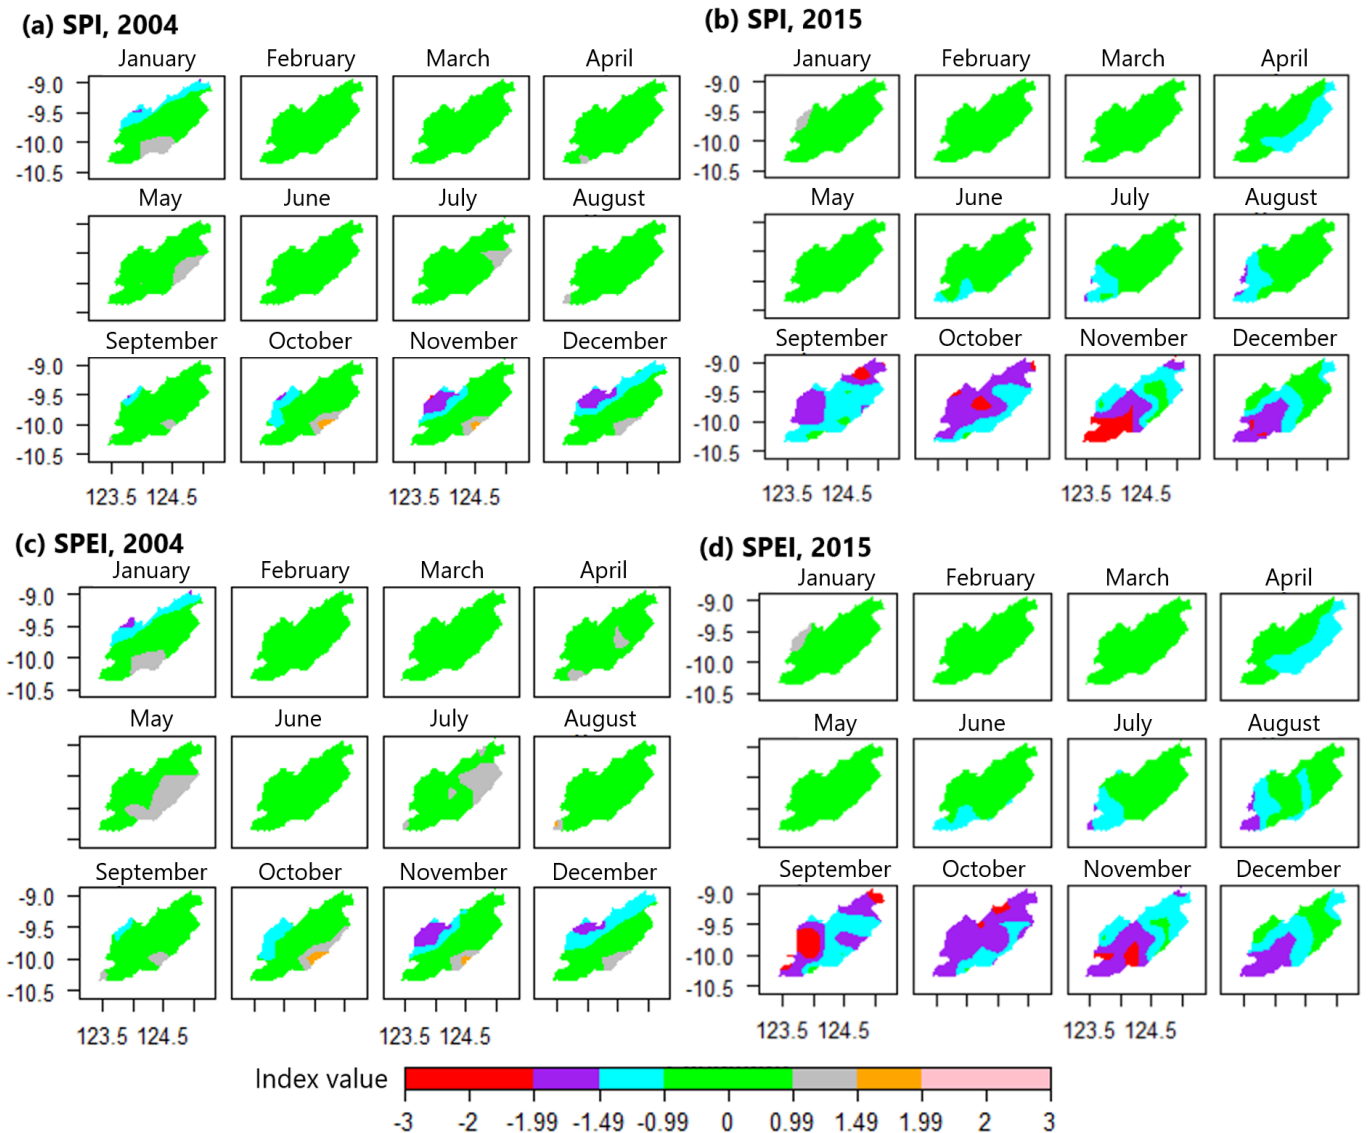 (a) SPI, 2004
January February March April
-9.0
-9.5
-10.0
-10.5
May June July August
September October November December
-9.0
-9.5
-10.0
-10.5
123.5 124.5 123.5 124.5
(b) SPI, 2015
January February March April
-9.0
-9.5
-10.0
-10.5
May June July August
September October November December
-9.0
-9.5
-10.0
-10.5
123.5 124.5 123.5 124.5
(c) SPEI, 2004
January February March April
-9.0
-9.5
-10.0
-10.5
May June July August
September October November December
-9.0
-9.5
-10.0
-10.5
123.5 124.5 123.5 124.5
(d) SPEI, 2015
January February March April
-9.0
-9.5
-10.0
-10.5
May June July August
September October November December
-9.0
-9.5
-10.0
-10.5
123.5 124.5 123.5 124.5
Index value
-3 -2 -1.99 -1.49 -0.99 0 0.99 1.49 1.99 2 3